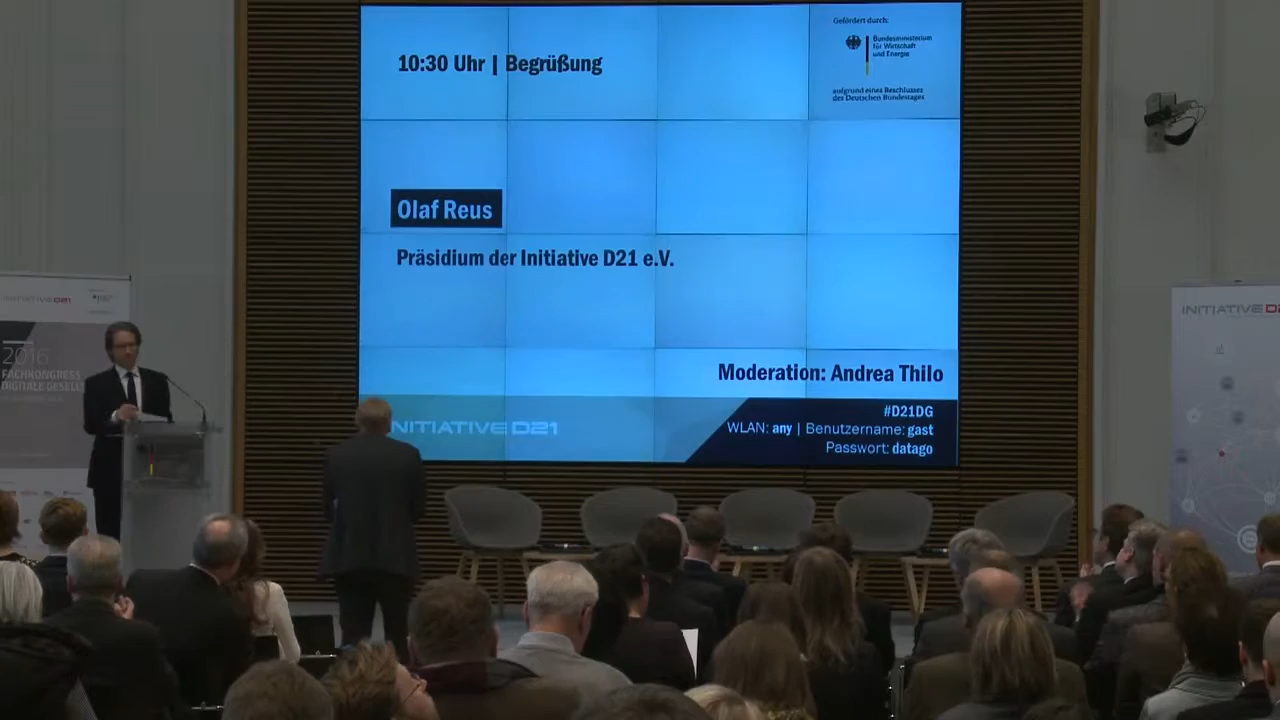 Gefördert durch:
Bundesministerium
für Wirtschaft
und Energie
aufgrund eines Beschlusses
des Deutschen Bundestages
10:30 Uhr | Begrüßung
Olaf Reus
Präsidium der Initiative D21 e.V.
Moderation: Andrea Thilo
#D21DG
WLAN: any | Benutzername: gast
Passwort: datago
INITIATIVE D21
INITIATIVE D21
2016
FACHKONGRESS
DIGITALE GESELL
INITIATIVE D2